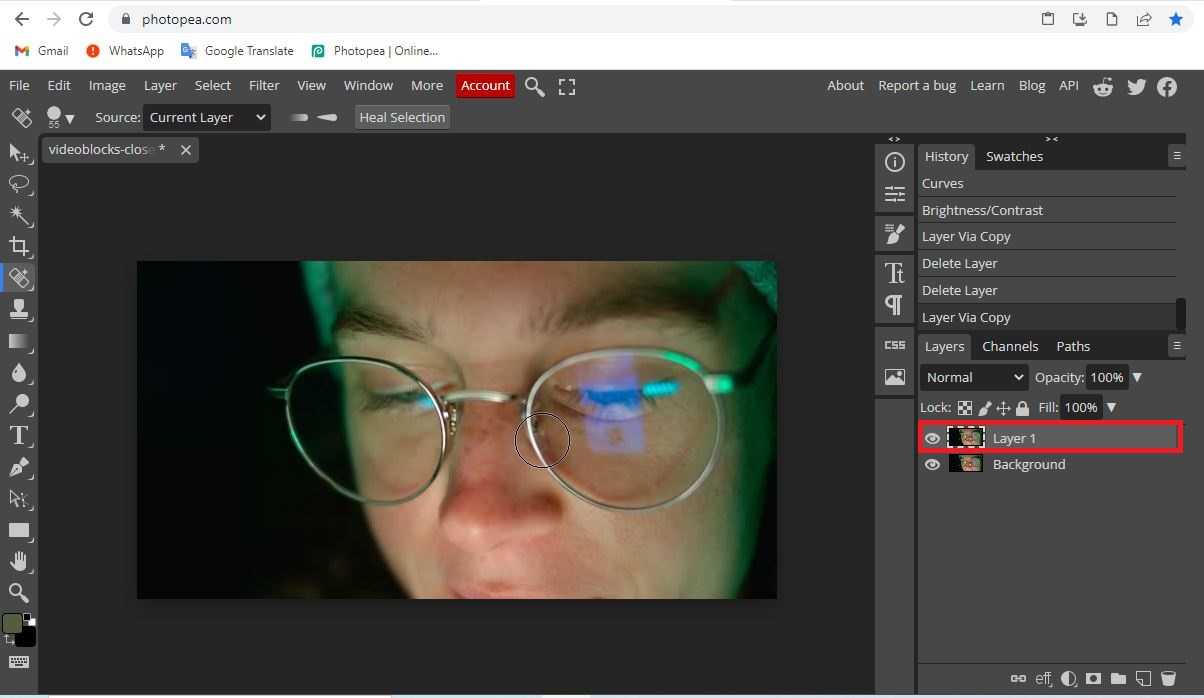 photopea.com
Gmail WhatsApp Google Translate Photopea | Online...
File Edit Image Layer Select Filter View Window More Account About Report a bug Learn Blog API
55 Source: Current Layer Heal Selection
videoblocks-close *
History Swatches
Curves
Brightness/Contrast
Layer Via Copy
Delete Layer
Delete Layer
Layer Via Copy
CSS
Layers Channels Paths
Normal Opacity: 100%
Lock: Fill: 100%
Layer 1
Background
eff